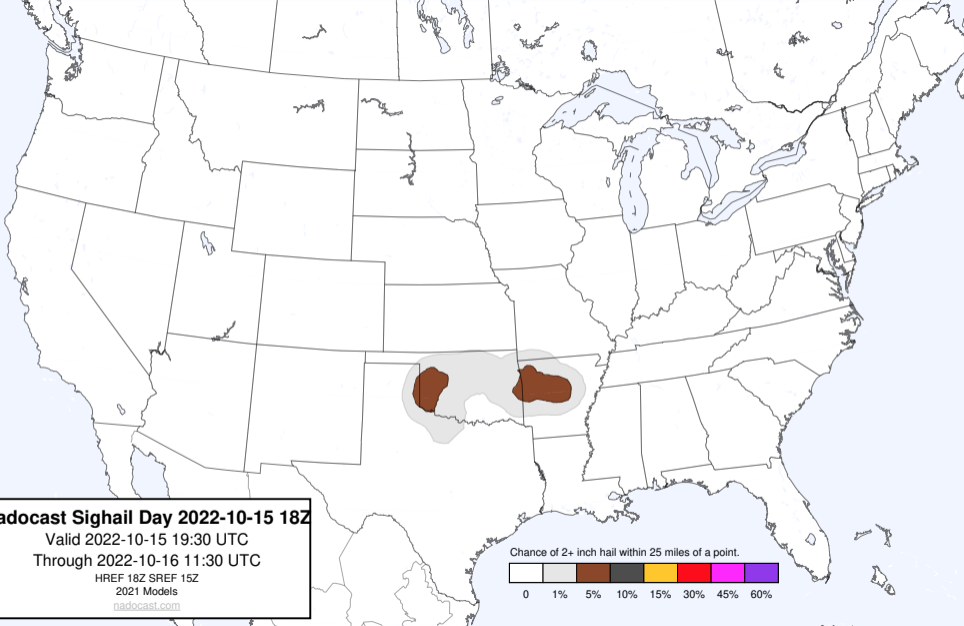 adocast Sighail Day 2022-10-15 18Z
Valid 2022-10-15 19:30 UTC
Through 2022-10-16 11:30 UTC
HREF 18Z SREF 15Z
2021 Models
nadocast.com
Chance of 2+ inch hail within 25 miles of a point.
0 1% 5% 10% 15% 30% 45% 60%